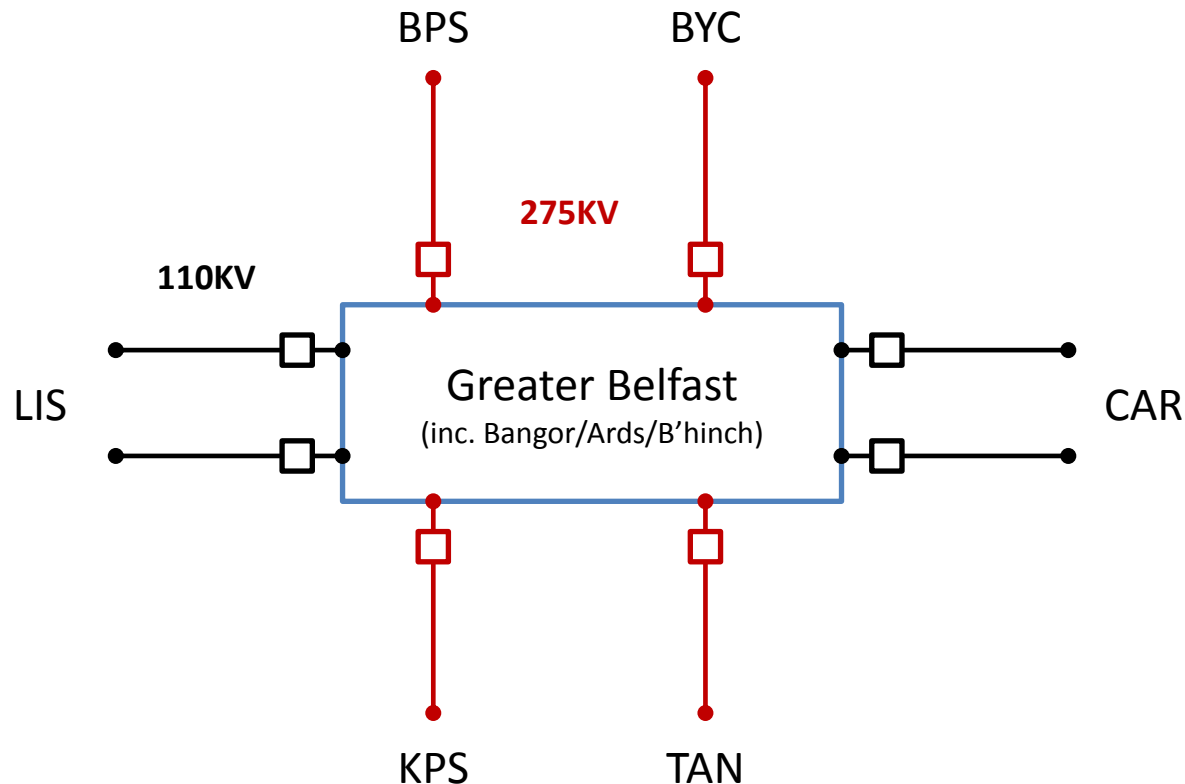 BPS
BYC
275KV
110KV
LIS
Greater Belfast
(inc. Bangor/Ards/B’hinch)
CAR
KPS
TAN